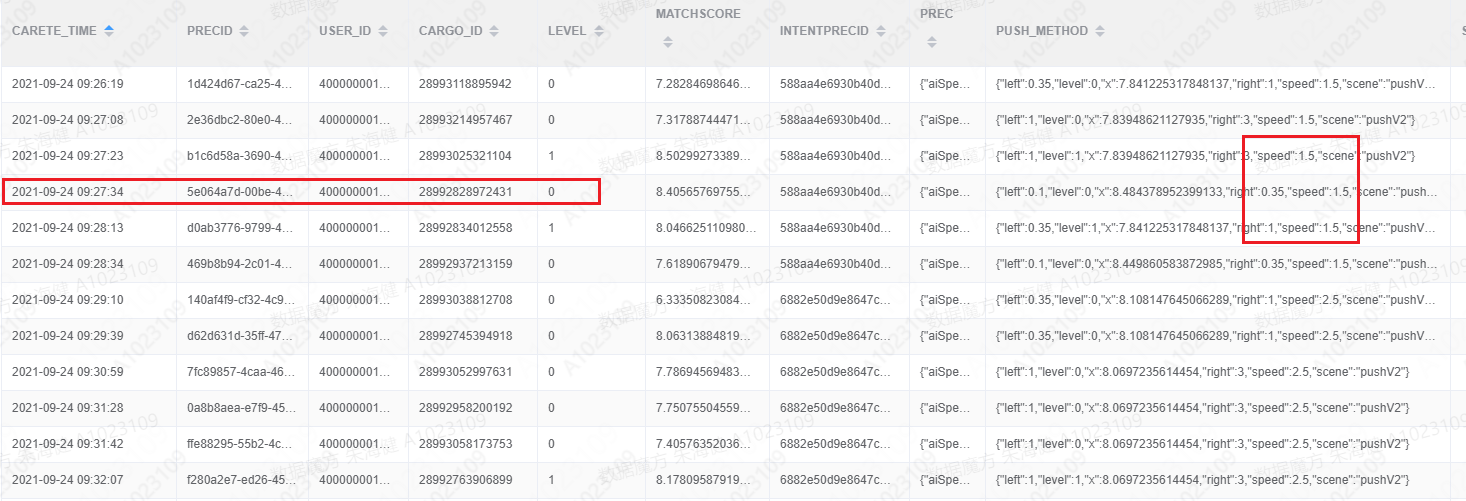 CARETE_TIME PRECID USER_ID CARGO_ID LEVEL MATCHSCORE INTENTPRECID PREC PUSH_METHOD S
2021-09-24 09:26:19 1d424d67-ca25-4... 400000001... 28993118895942 0 7.28284698646... 588aa4e6930b40d... {"aiSpe... {"left":0.35,"level":0,"x":7.841225317848137,"right":1,"speed":1.5,"scene":"pushV...
2021-09-24 09:27:08 2e36dbc2-80e0-4... 400000001... 28993214957467 0 7.31788744471... 588aa4e6930b40d... {"aiSpe... {"left":1,"level":0,"x":7.83948621127935,"right":3,"speed":1.5,"scene":"pushV2"}
2021-09-24 09:27:23 b1c6d58a-3690-4... 400000001... 28993025321104 1 8.50299273389... 588aa4e6930b40d... {"aiSpe... {"left":1,"level":1,"x":7.83948621127935,"right":3,"speed":1.5,"scene":"pushV2"}
2021-09-24 09:27:34 5e064a7d-00be-4... 400000001... 28992828972431 0 8.40565769755... 588aa4e6930b40d... {"aiSpe... {"left":0.1,"level":0,"x":8.484378952399133,"right":0.35,"speed":1.5,"scene":"push...
2021-09-24 09:28:13 d0ab3776-9799-4... 400000001... 28992834012558 1 8.046625110980... 588aa4e6930b40d... {"aiSpe... {"left":0.35,"level":1,"x":7.841225317848137,"right":1,"speed":1.5,"scene":"pushV...
2021-09-24 09:28:34 469b8b94-2c01-4... 400000001... 28992937213159 0 7.61890679479... 588aa4e6930b40d... {"aiSpe... {"left":0.1,"level":0,"x":8.449860583872985,"right":0.35,"speed":1.5,"scene":"push...
2021-09-24 09:29:10 140af4f9-cf32-4c9... 400000001... 28993038812708 0 6.33350823084... 6882e50d9e8647c... {"aiSpe... {"left":0.35,"level":0,"x":8.108147645066289,"right":1,"speed":2.5,"scene":"pushV...
2021-09-24 09:29:39 d62d631d-35ff-47... 400000001... 28992745394918 0 8.06313884819... 6882e50d9e8647c... {"aiSpe... {"left":0.35,"level":0,"x":8.108147645066289,"right":1,"speed":2.5,"scene":"pushV...
2021-09-24 09:30:59 7fc89857-4caa-46... 400000001... 28993052997631 0 7.78694569483... 6882e50d9e8647c... {"aiSpe... {"left":1,"level":0,"x":8.0697235614454,"right":3,"speed":2.5,"scene":"pushV2"}
2021-09-24 09:31:28 0a8b8aea-e7f9-45... 400000001... 28992958200192 0 7.75075504559... 6882e50d9e8647c... {"aiSpe... {"left":1,"level":0,"x":8.0697235614454,"right":3,"speed":2.5,"scene":"pushV2"}
2021-09-24 09:31:42 ffe88295-55b2-4c... 400000001... 28993058173753 0 7.40576352036... 6882e50d9e8647c... {"aiSpe... {"left":1,"level":0,"x":8.0697235614454,"right":3,"speed":2.5,"scene":"pushV2"}
2021-09-24 09:32:07 f280a2e7-ed26-45... 400000001... 28992763906899 1 8.17809587919... 6882e50d9e8647c... {"aiSpe... {"left":1,"level":0,"x":8.0697235614454,"right":3,"speed":2.5,"scene":"pushV2"}